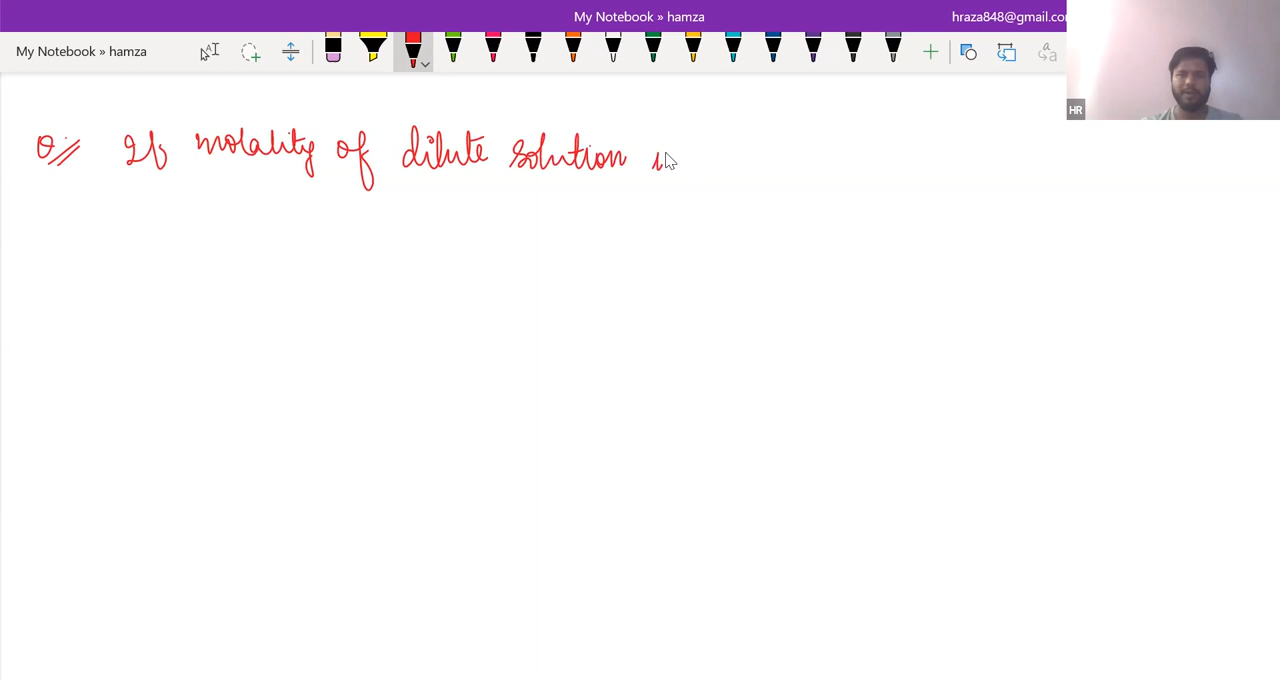 My Notebook » hamza
hraza848@gmail.co
My Notebook » hamza
HR
Q:- If molality of dilute solution i